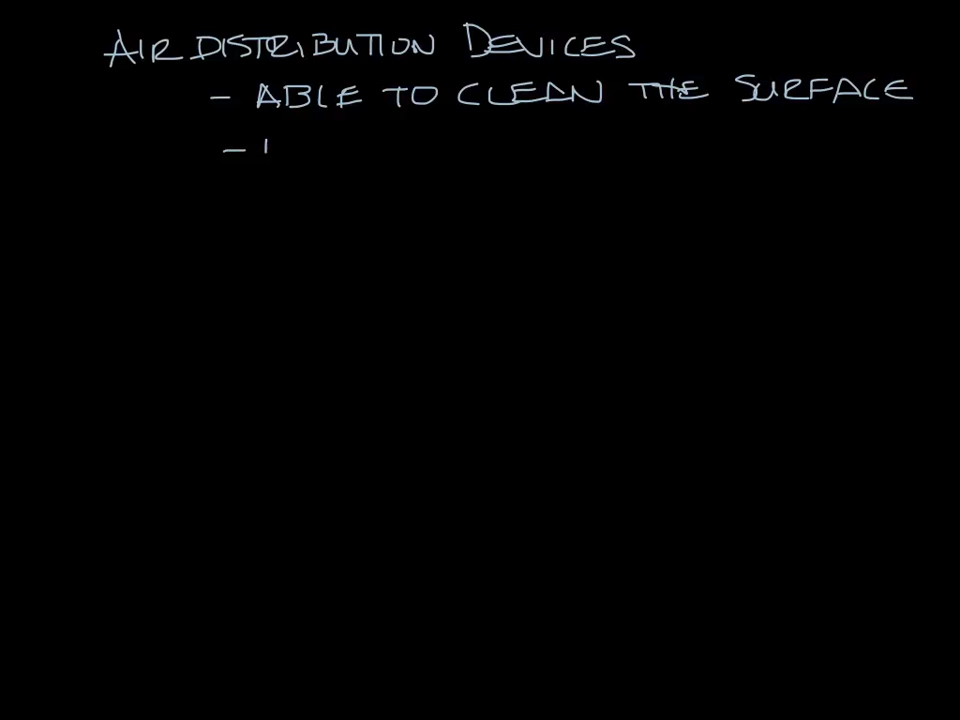 AIR DISTRIBUTION DEVICES
- ABLE TO CLEAN THE SURFACE
-